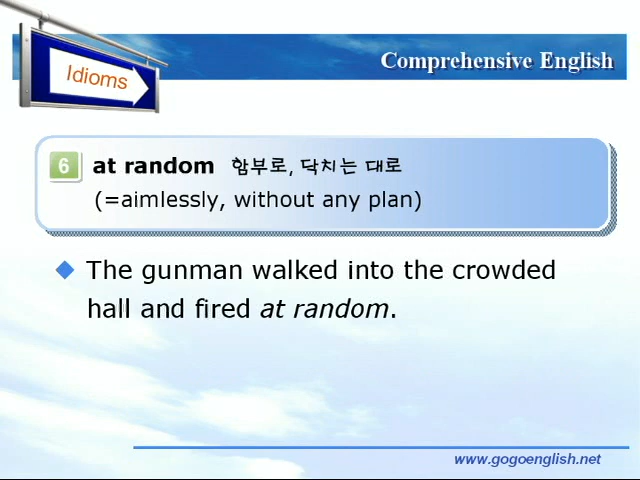 Idioms
Comprehensive English
6 at random 함부로, 닥치는 대로
(=aimlessly, without any plan)
The gunman walked into the crowded
hall and fired at random.
www.gogoenglish.net